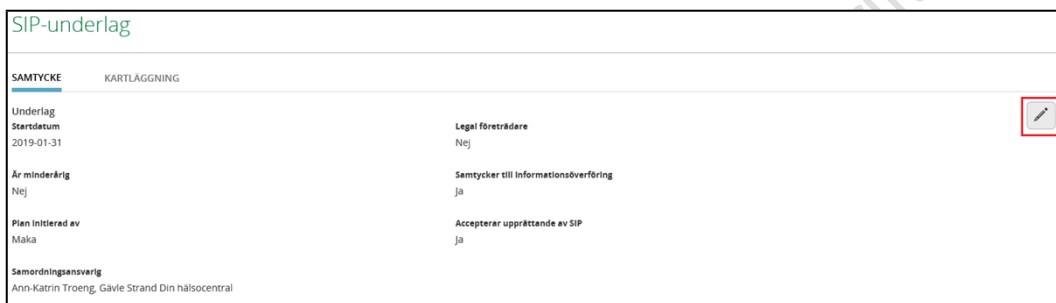 SIP-underlag
SAMTYCKE KARTLÄGGNING
Underlag
Startdatum Legal företrädare
2019-01-31 Nej
Är minderårig Samtycker till informationsöverföring
Nej Ja
Plan initierad av Accepterar upprättande av SIP
Maka Ja
Samordningsansvarig
Ann-Katrin Troeng, Gävle Strand Din hälsocentral